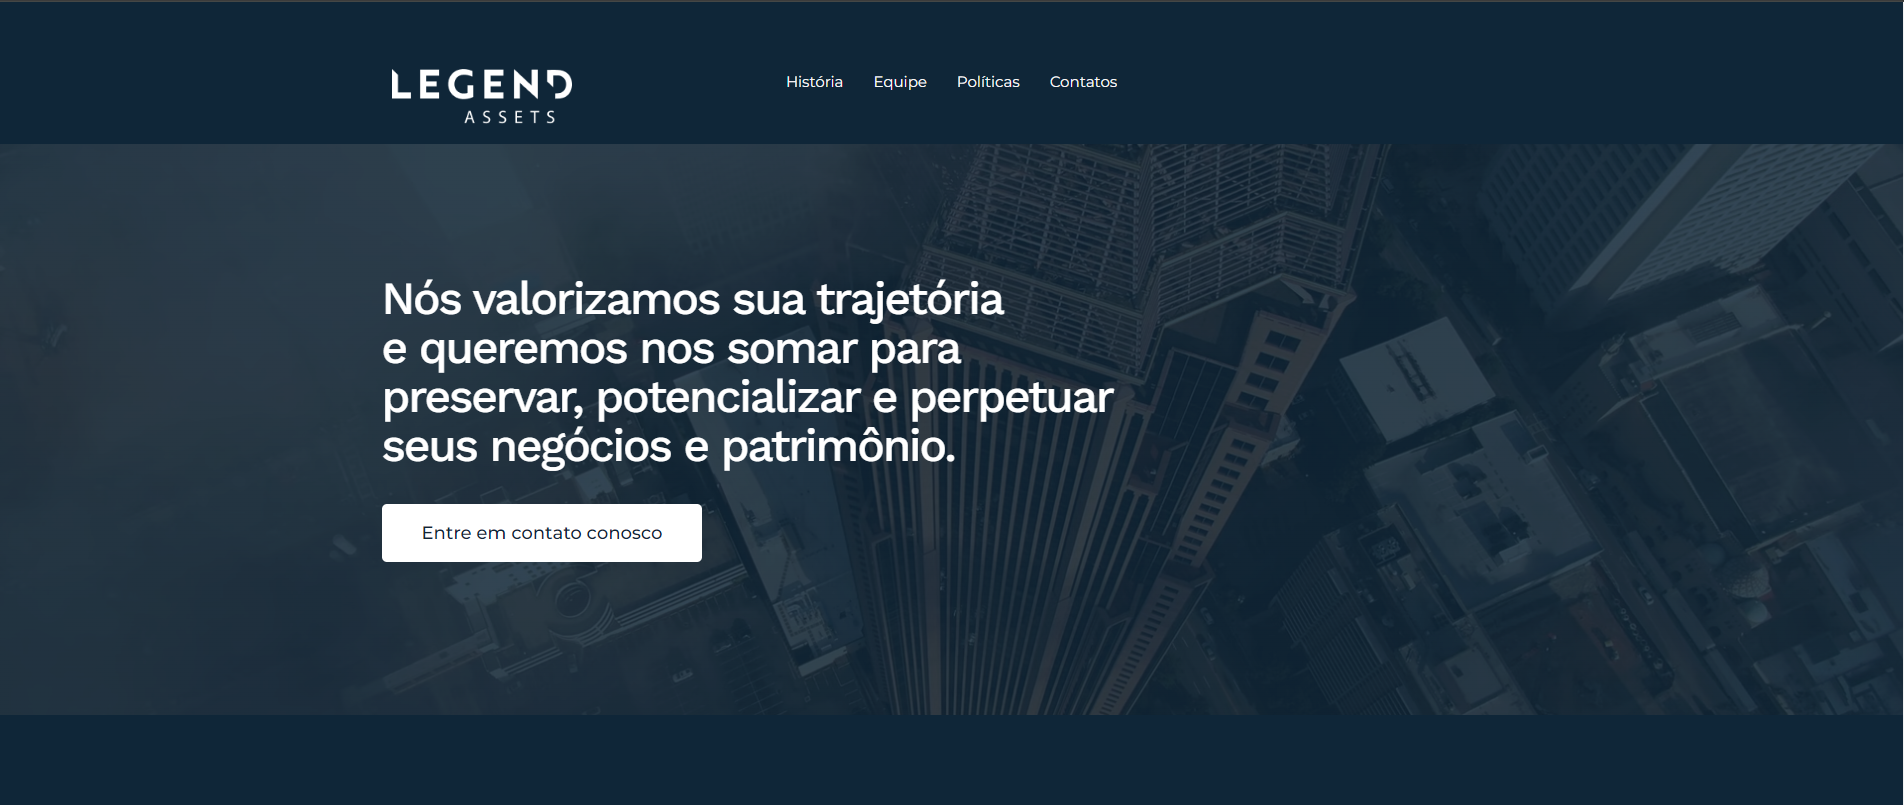 LEGEND
ASSETS
História Equipe Políticas Contatos
Nós valorizamos sua trajetória
e queremos nos somar para
preservar, potencializar e perpetuar
seus negócios e patrimônio.
Entre em contato conosco